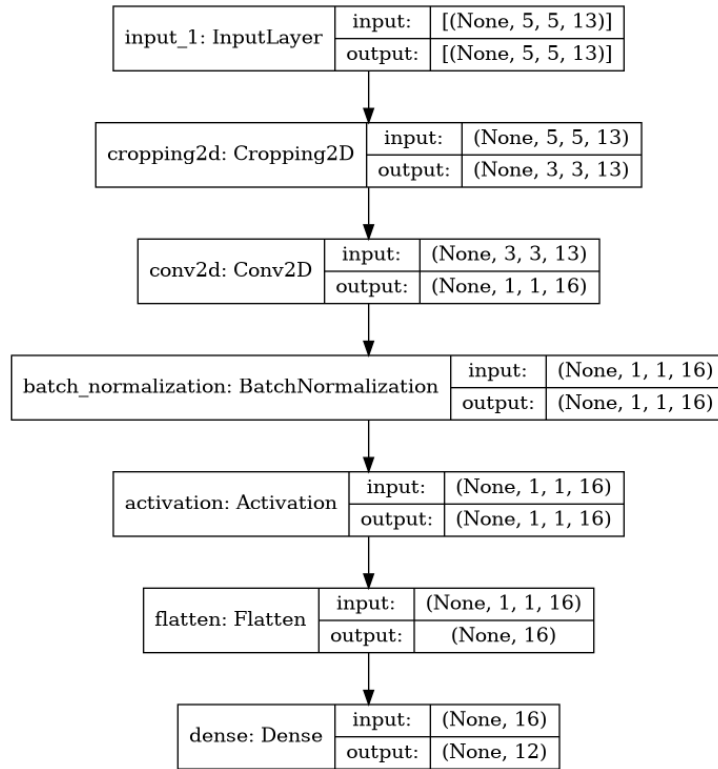 input_1: InputLayer
input: [(None, 5, 5, 13)]
output: [(None, 5, 5, 13)]
cropping2d: Cropping2D
input: (None, 5, 5, 13)
output: (None, 3, 3, 13)
conv2d: Conv2D
input: (None, 3, 3, 13)
output: (None, 1, 1, 16)
batch_normalization: BatchNormalization
input: (None, 1, 1, 16)
output: (None, 1, 1, 16)
activation: Activation
input: (None, 1, 1, 16)
output: (None, 1, 1, 16)
flatten: Flatten
input: (None, 1, 1, 16)
output: (None, 16)
dense: Dense
input: (None, 16)
output: (None, 12)